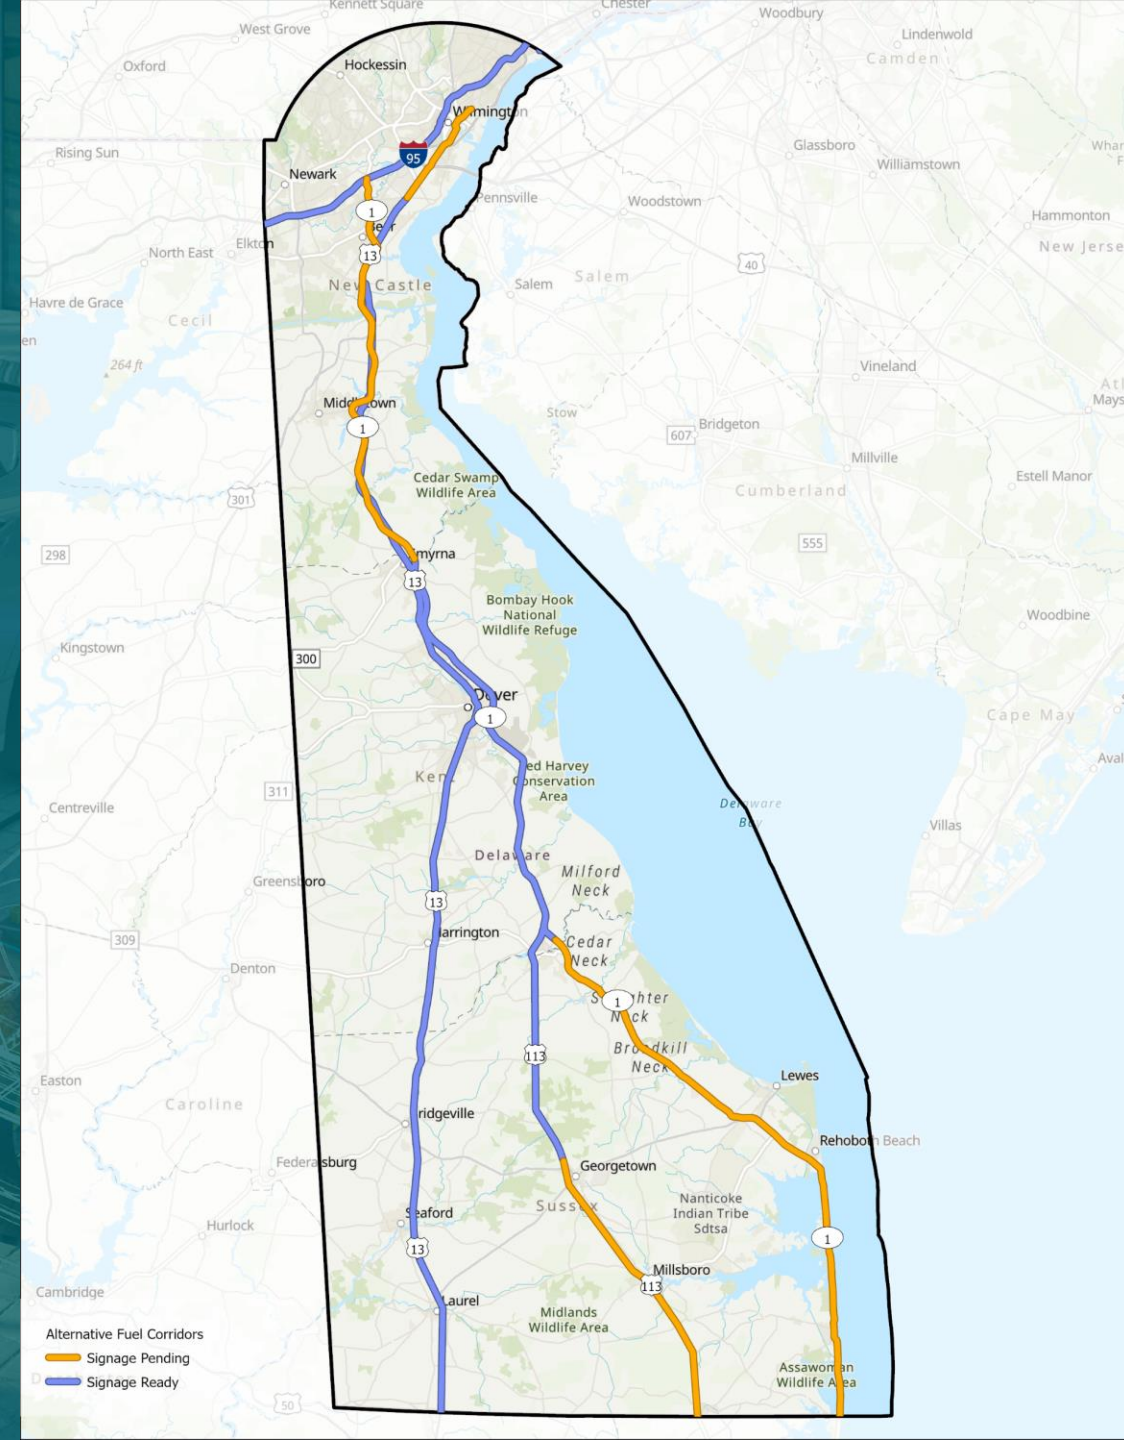 Kennett Square
Chester
Woodbury
West Grove
Lindenwold
Camden
Hockessin
Oxford
Wilmington
Glassboro
95
Rising Sun
Williamstown
Newark
Pennsville
Woodstown
1
Hammonton
Bear
New Jerse
Elkton
North East
13
40
Salem
New Castle
Salem
Havre de Grace
Cecil
264 ft
Vineland
Middletown
Stow
Bridgeton
1
607
Millville
Cedar Swamp
Wildlife Area
Estell Manor
Cumberland
301
298
Smyrna
555
13
Bombay Hook
National
Wildlife Refuge
Woodbine
Kingstown
300
Dover
1
Cape May
Kent
Ted Harvey
Conservation
Area
311
Centreville
Delaware
Bay
Villas
Delaware
Milford
Neck
Greensboro
13
309
Harrington
Cedar
Neck
Denton
Slaughter
Neck
1
113
Broadkill
Neck
Easton
Lewes
Caroline
Bridgeville
Rehoboth Beach
Federalsburg
Georgetown
Sussex
Nanticoke
Indian Tribe
Sdtsa
Seaford
Hurlock
13
1
Millsboro
113
Cambridge
Laurel
Midlands
Wildlife Area
Alternative Fuel Corridors
Signage Pending
Signage Ready
Assawoman
Wildlife Area
50